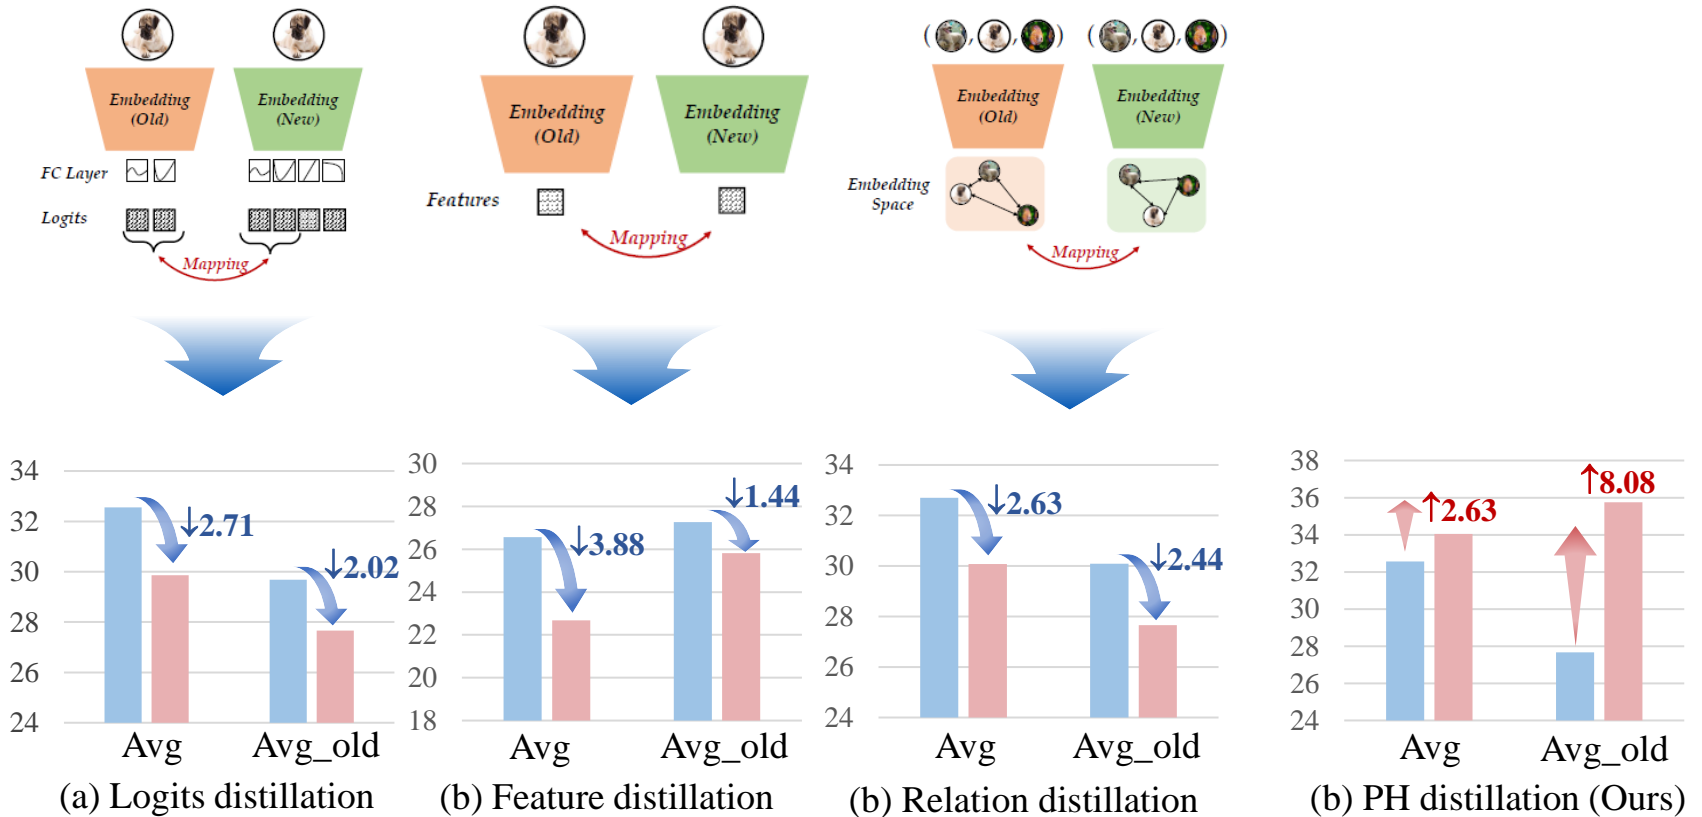 Embedding
(Old)
Embedding
(New)
FC Layer
Logits
Mapping
Embedding
(Old)
Embedding
(New)
Features
Mapping
( , , ) ( , , )
Embedding
(Old)
Embedding
(New)
Embedding
Space
Mapping
34
32
30
28
26
24
↓2.71
↓2.02
Avg Avg_old
(a) Logits distillation
30
28
26
24
22
20
18
↓3.88
↓1.44
Avg Avg_old
(b) Feature distillation
34
32
30
28
26
24
↓2.63
↓2.44
Avg Avg_old
(b) Relation distillation
38
36
34
32
30
28
26
24
↑2.63
↑8.08
Avg Avg_old
(b) PH distillation (Ours)